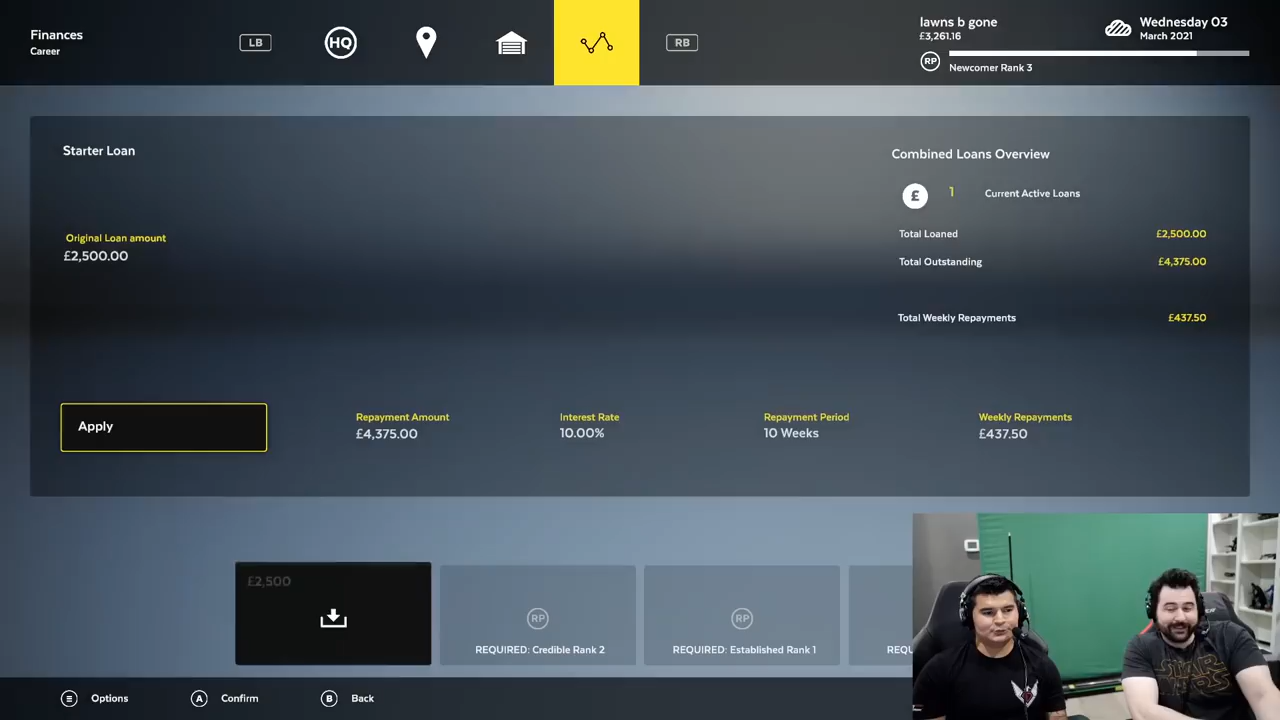 Finances
Career
LB
HQ
RB
lawns b gone
£3,261.16
Wednesday 03
March 2021
RP
Newcomer Rank 3
Starter Loan
Original Loan amount
£2,500.00
Combined Loans Overview
£ 1 Current Active Loans
Total Loaned £2,500.00
Total Outstanding £4,375.00
Total Weekly Repayments £437.50
Apply
Repayment Amount
£4,375.00
Interest Rate
10.00%
Repayment Period
10 Weeks
Weekly Repayments
£437.50
£2,500
RP
REQUIRED: Credible Rank 2
RP
REQUIRED: Established Rank 1
REQU
STAR
WARS
Options
A Confirm
B Back